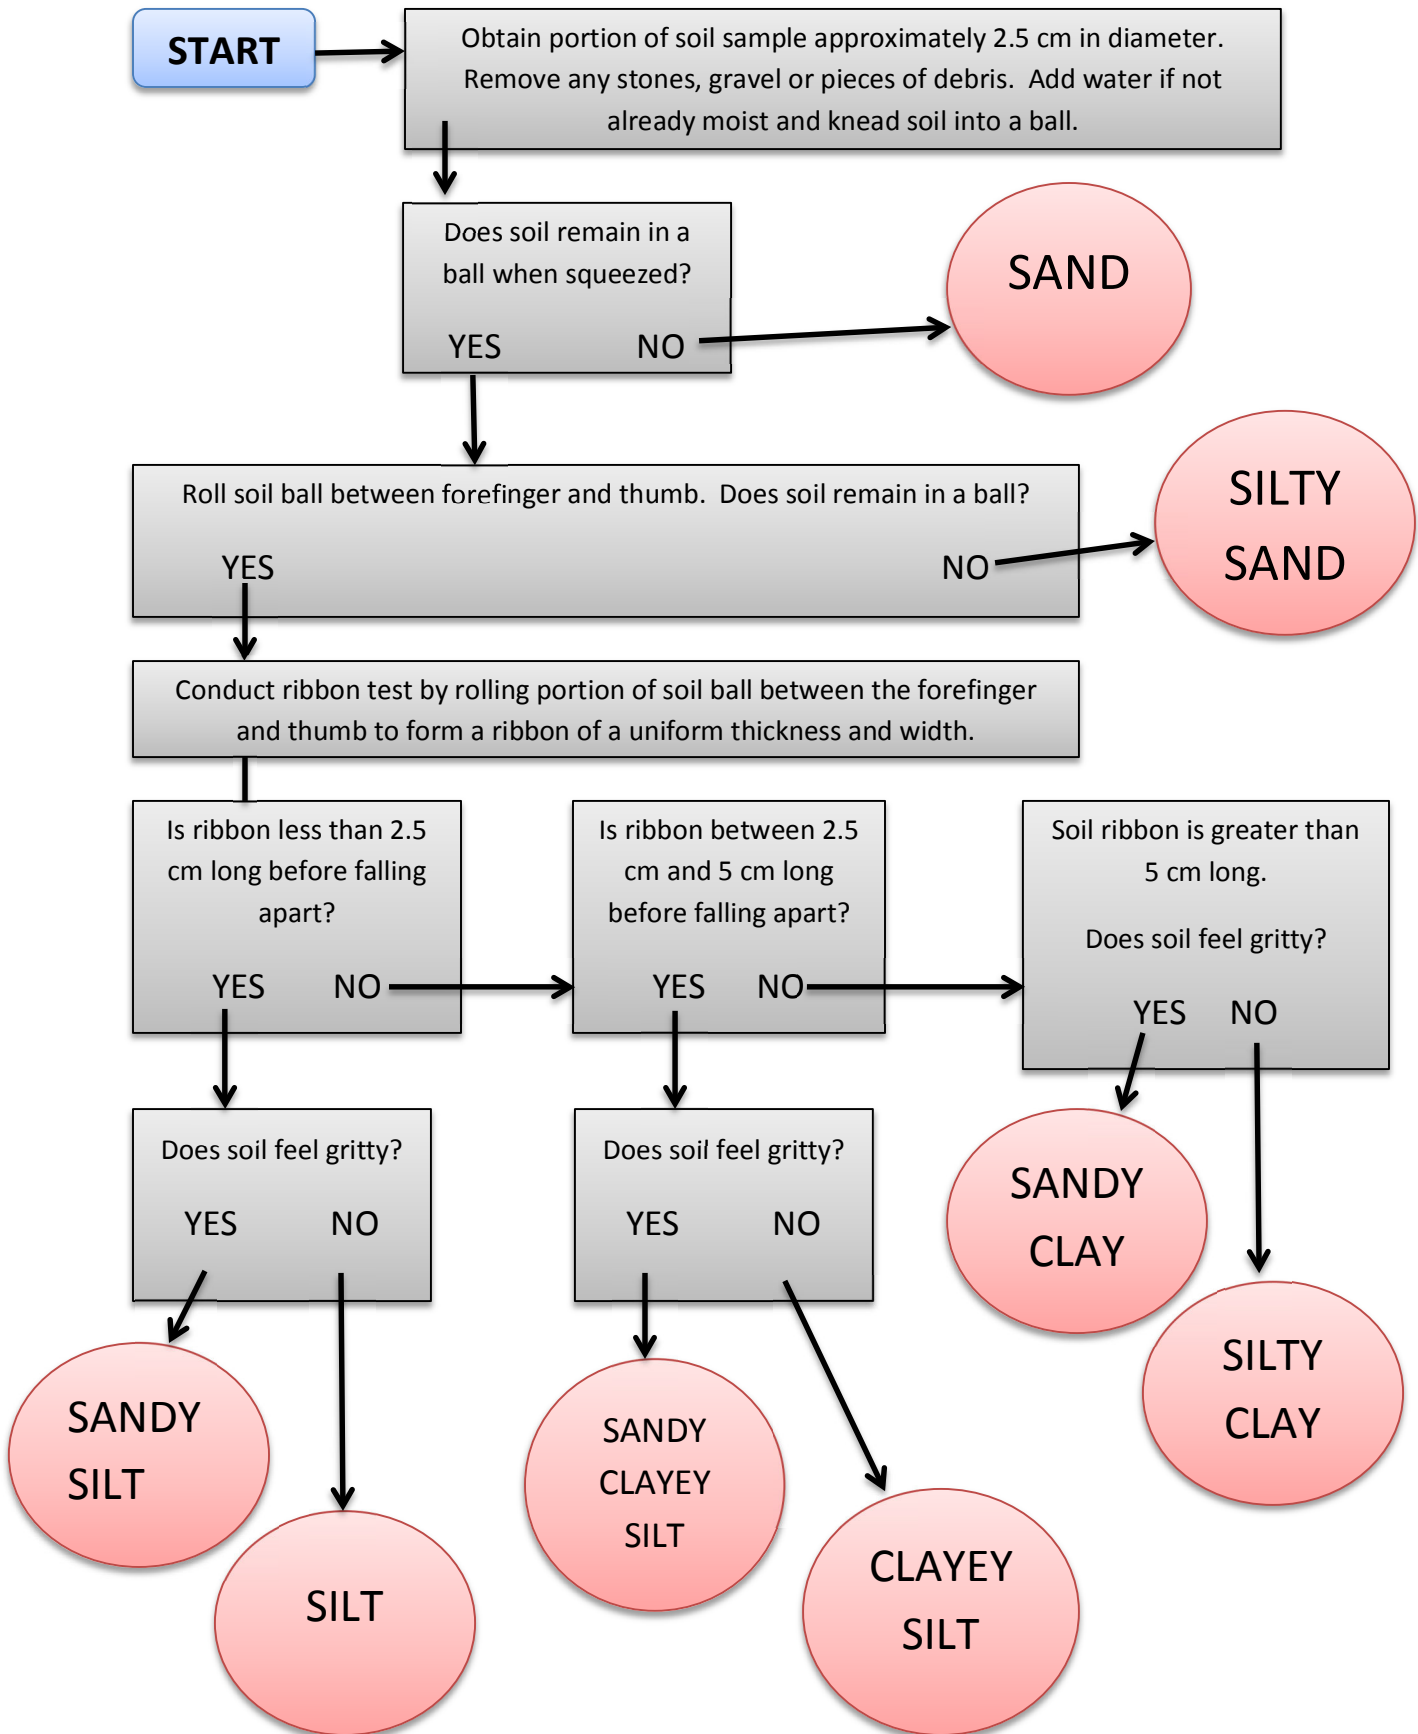 START
Obtain portion of soil sample approximately 2.5 cm in diameter.
Remove any stones, gravel or pieces of debris. Add water if not
already moist and knead soil into a ball.
Does soil remain in a
ball when squeezed?
YES NO
SAND
Roll soil ball between forefinger and thumb. Does soil remain in a ball?
YES NO
SILTY
SAND
Conduct ribbon test by rolling portion of soil ball between the forefinger
and thumb to form a ribbon of a uniform thickness and width.
Is ribbon less than 2.5
cm long before falling
apart?
YES NO
Is ribbon between 2.5
cm and 5 cm long
before falling apart?
YES NO
Soil ribbon is greater than
5 cm long.
Does soil feel gritty?
YES NO
Does soil feel gritty?
YES NO
Does soil feel gritty?
YES NO
SANDY
CLAY
SILTY
CLAY
SANDY
SILT
SILT
SANDY
CLAYEY
SILT
CLAYEY
SILT